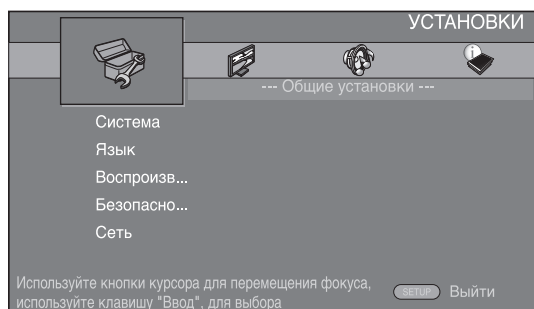 УСТАНОВКИ
--- Общие установки ---
Система
Язык
Воспроизв...
Безопасно...
Сеть
Используйте кнопки курсора для перемещения фокуса,
используйте клавишу "Ввод", для выбора
SETUP Выйти